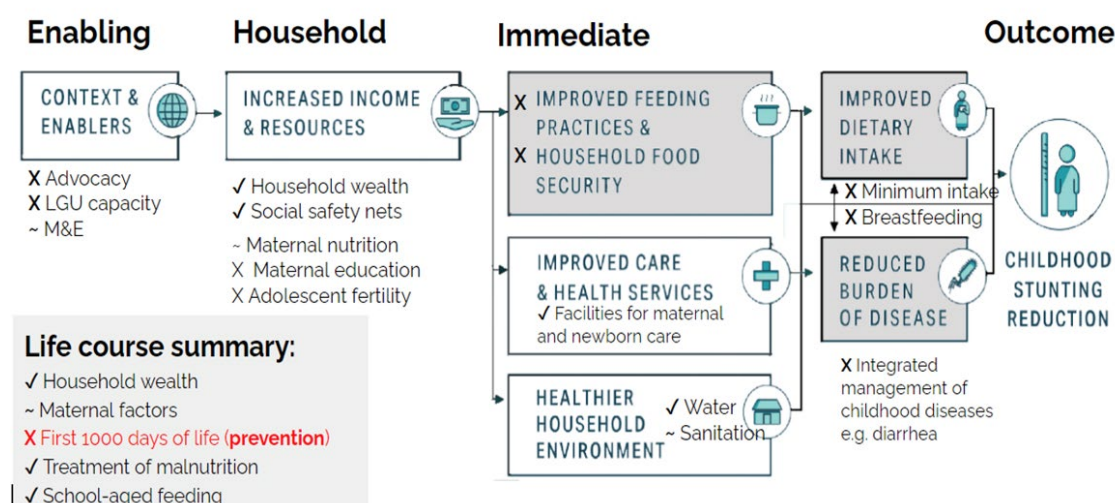 Enabling
Household
Immediate
Outcome
CONTEXT &
ENABLERS
X Advocacy
X LGU capacity
~ M&E
INCREASED INCOME
& RESOURCES
✓ Household wealth
✓ Social safety nets
~ Maternal nutrition
X Maternal education
X Adolescent fertility
X IMPROVED FEEDING
PRACTICES &
X HOUSEHOLD FOOD
SECURITY
IMPROVED CARE
& HEALTH SERVICES
✓ Facilities for maternal
and newborn care
HEALTHIER
HOUSEHOLD
ENVIRONMENT
✓ Water
~ Sanitation
IMPROVED
DIETARY
INTAKE
X Minimum intake
X Breastfeeding
REDUCED
BURDEN
OF DISEASE
X Integrated
management of
childhood diseases
e.g. diarrhea
CHILDHOOD
STUNTING
REDUCTION
Life course summary:
✓ Household wealth
~ Maternal factors
X First 1000 days of life (prevention)
✓ Treatment of malnutrition
✓ School-aged feeding